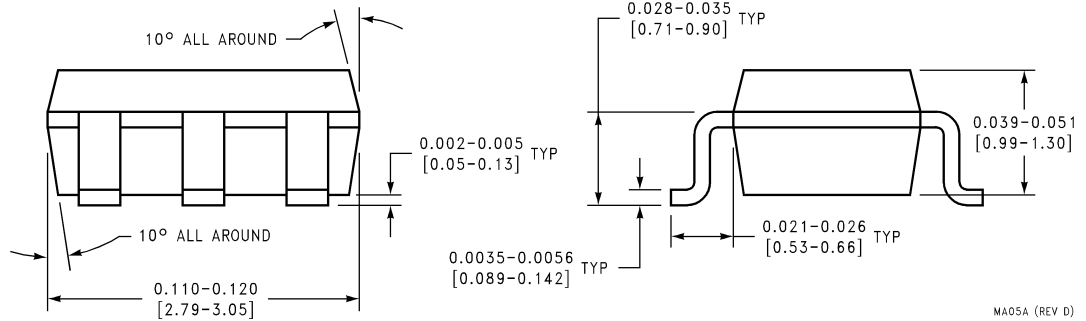 10° ALL AROUND
0.002-0.005
[0.05-0.13] TYP
10° ALL AROUND
0.110-0.120
[2.79-3.05]
0.028-0.035
[0.71-0.90] TYP
0.039-0.051
[0.99-1.30]
0.021-0.026
[0.53-0.66] TYP
0.0035-0.0056
[0.089-0.142] TYP
MA05A (REV D)